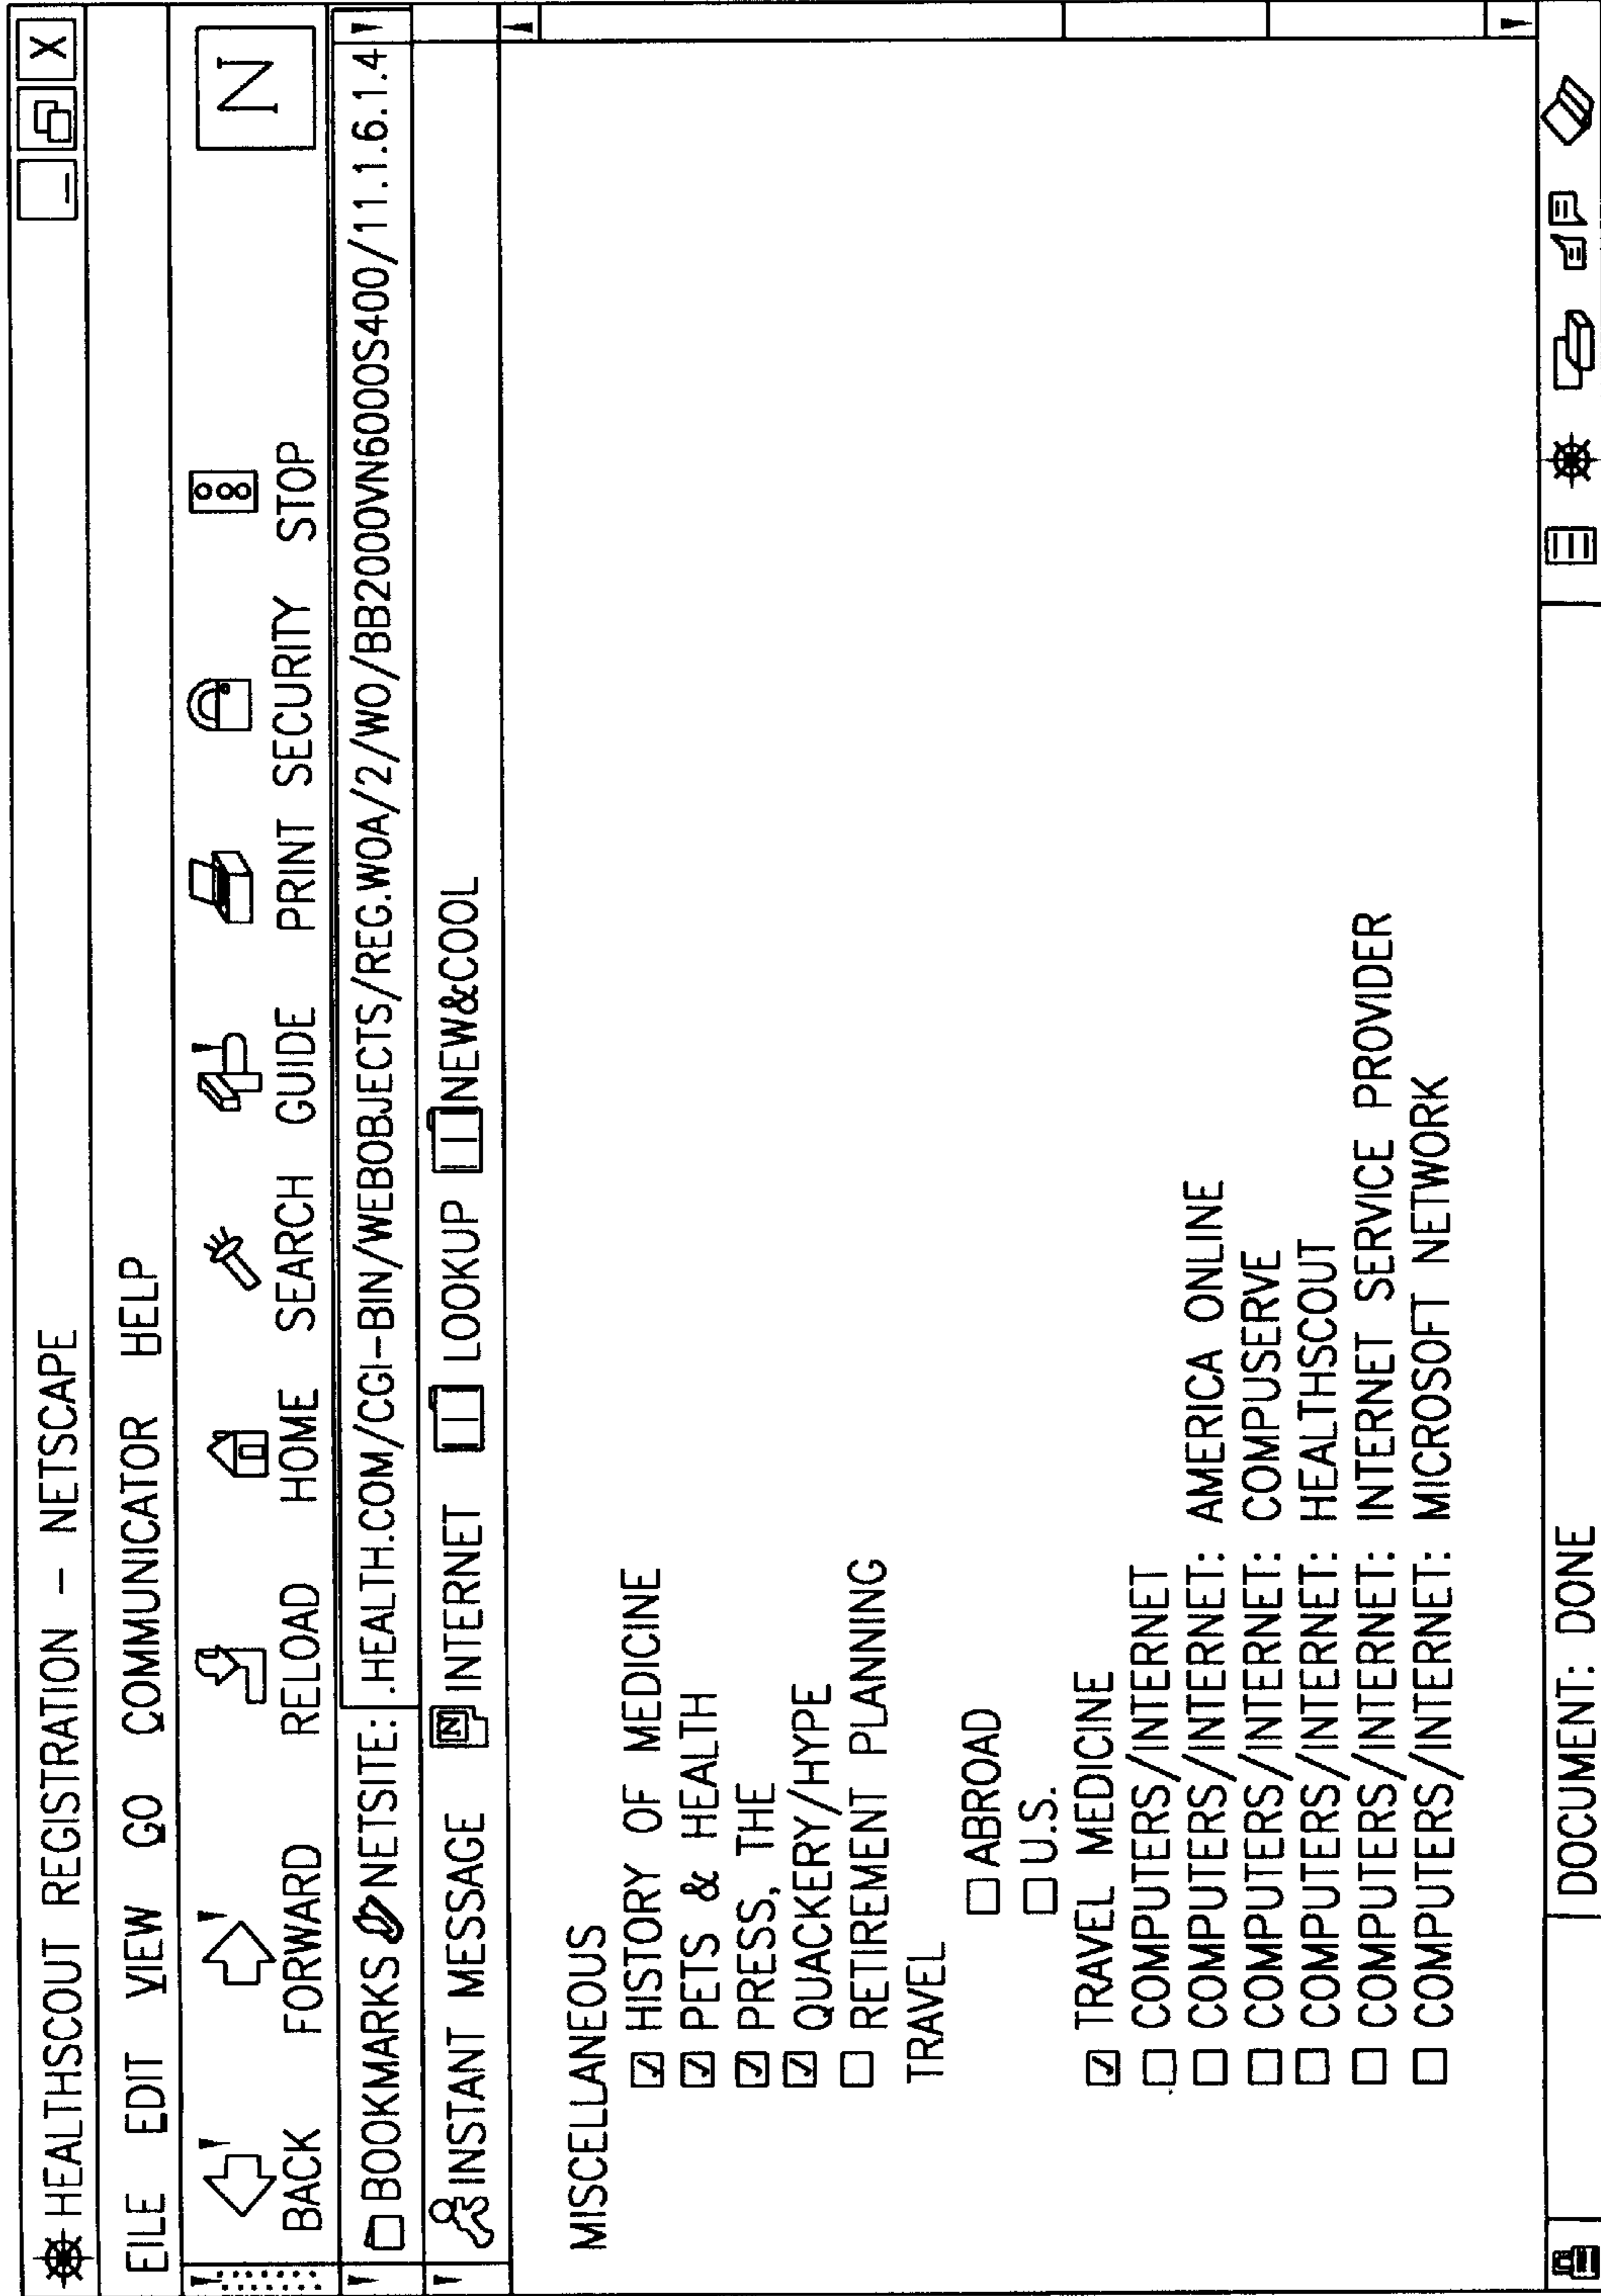 HEALTHSCOUT REGISTRATION – NETSCAPE _ X
FILE EDIT VIEW GO COMMUNICATOR HELP
BACK FORWARD RELOAD HOME SEARCH GUIDE PRINT SECURITY STOP N
BOOKMARKS NETSITE: .HEALTH.COM/CGI–BIN/WEBOBJECTS/REG.WOA/2/WO/BB2000VN6000S400/11.1.6.1.4
INSTANT MESSAGE N INTERNET LOOKUP NEW&COOL
MISCELLANEOUS
☑ HISTORY OF MEDICINE
☑ PETS & HEALTH
☑ PRESS, THE
☑ QUACKERY/HYPE
☐ RETIREMENT PLANNING
TRAVEL
☐ ABROAD
☐ U.S.
☑ TRAVEL MEDICINE
☐ COMPUTERS/INTERNET
☐ COMPUTERS/INTERNET: AMERICA ONLINE
☐ COMPUTERS/INTERNET: COMPUSERVE
☐ COMPUTERS/INTERNET: HEALTHSCOUT
☐ COMPUTERS/INTERNET: INTERNET SERVICE PROVIDER
☐ COMPUTERS/INTERNET: MICROSOFT NETWORK
DOCUMENT: DONE